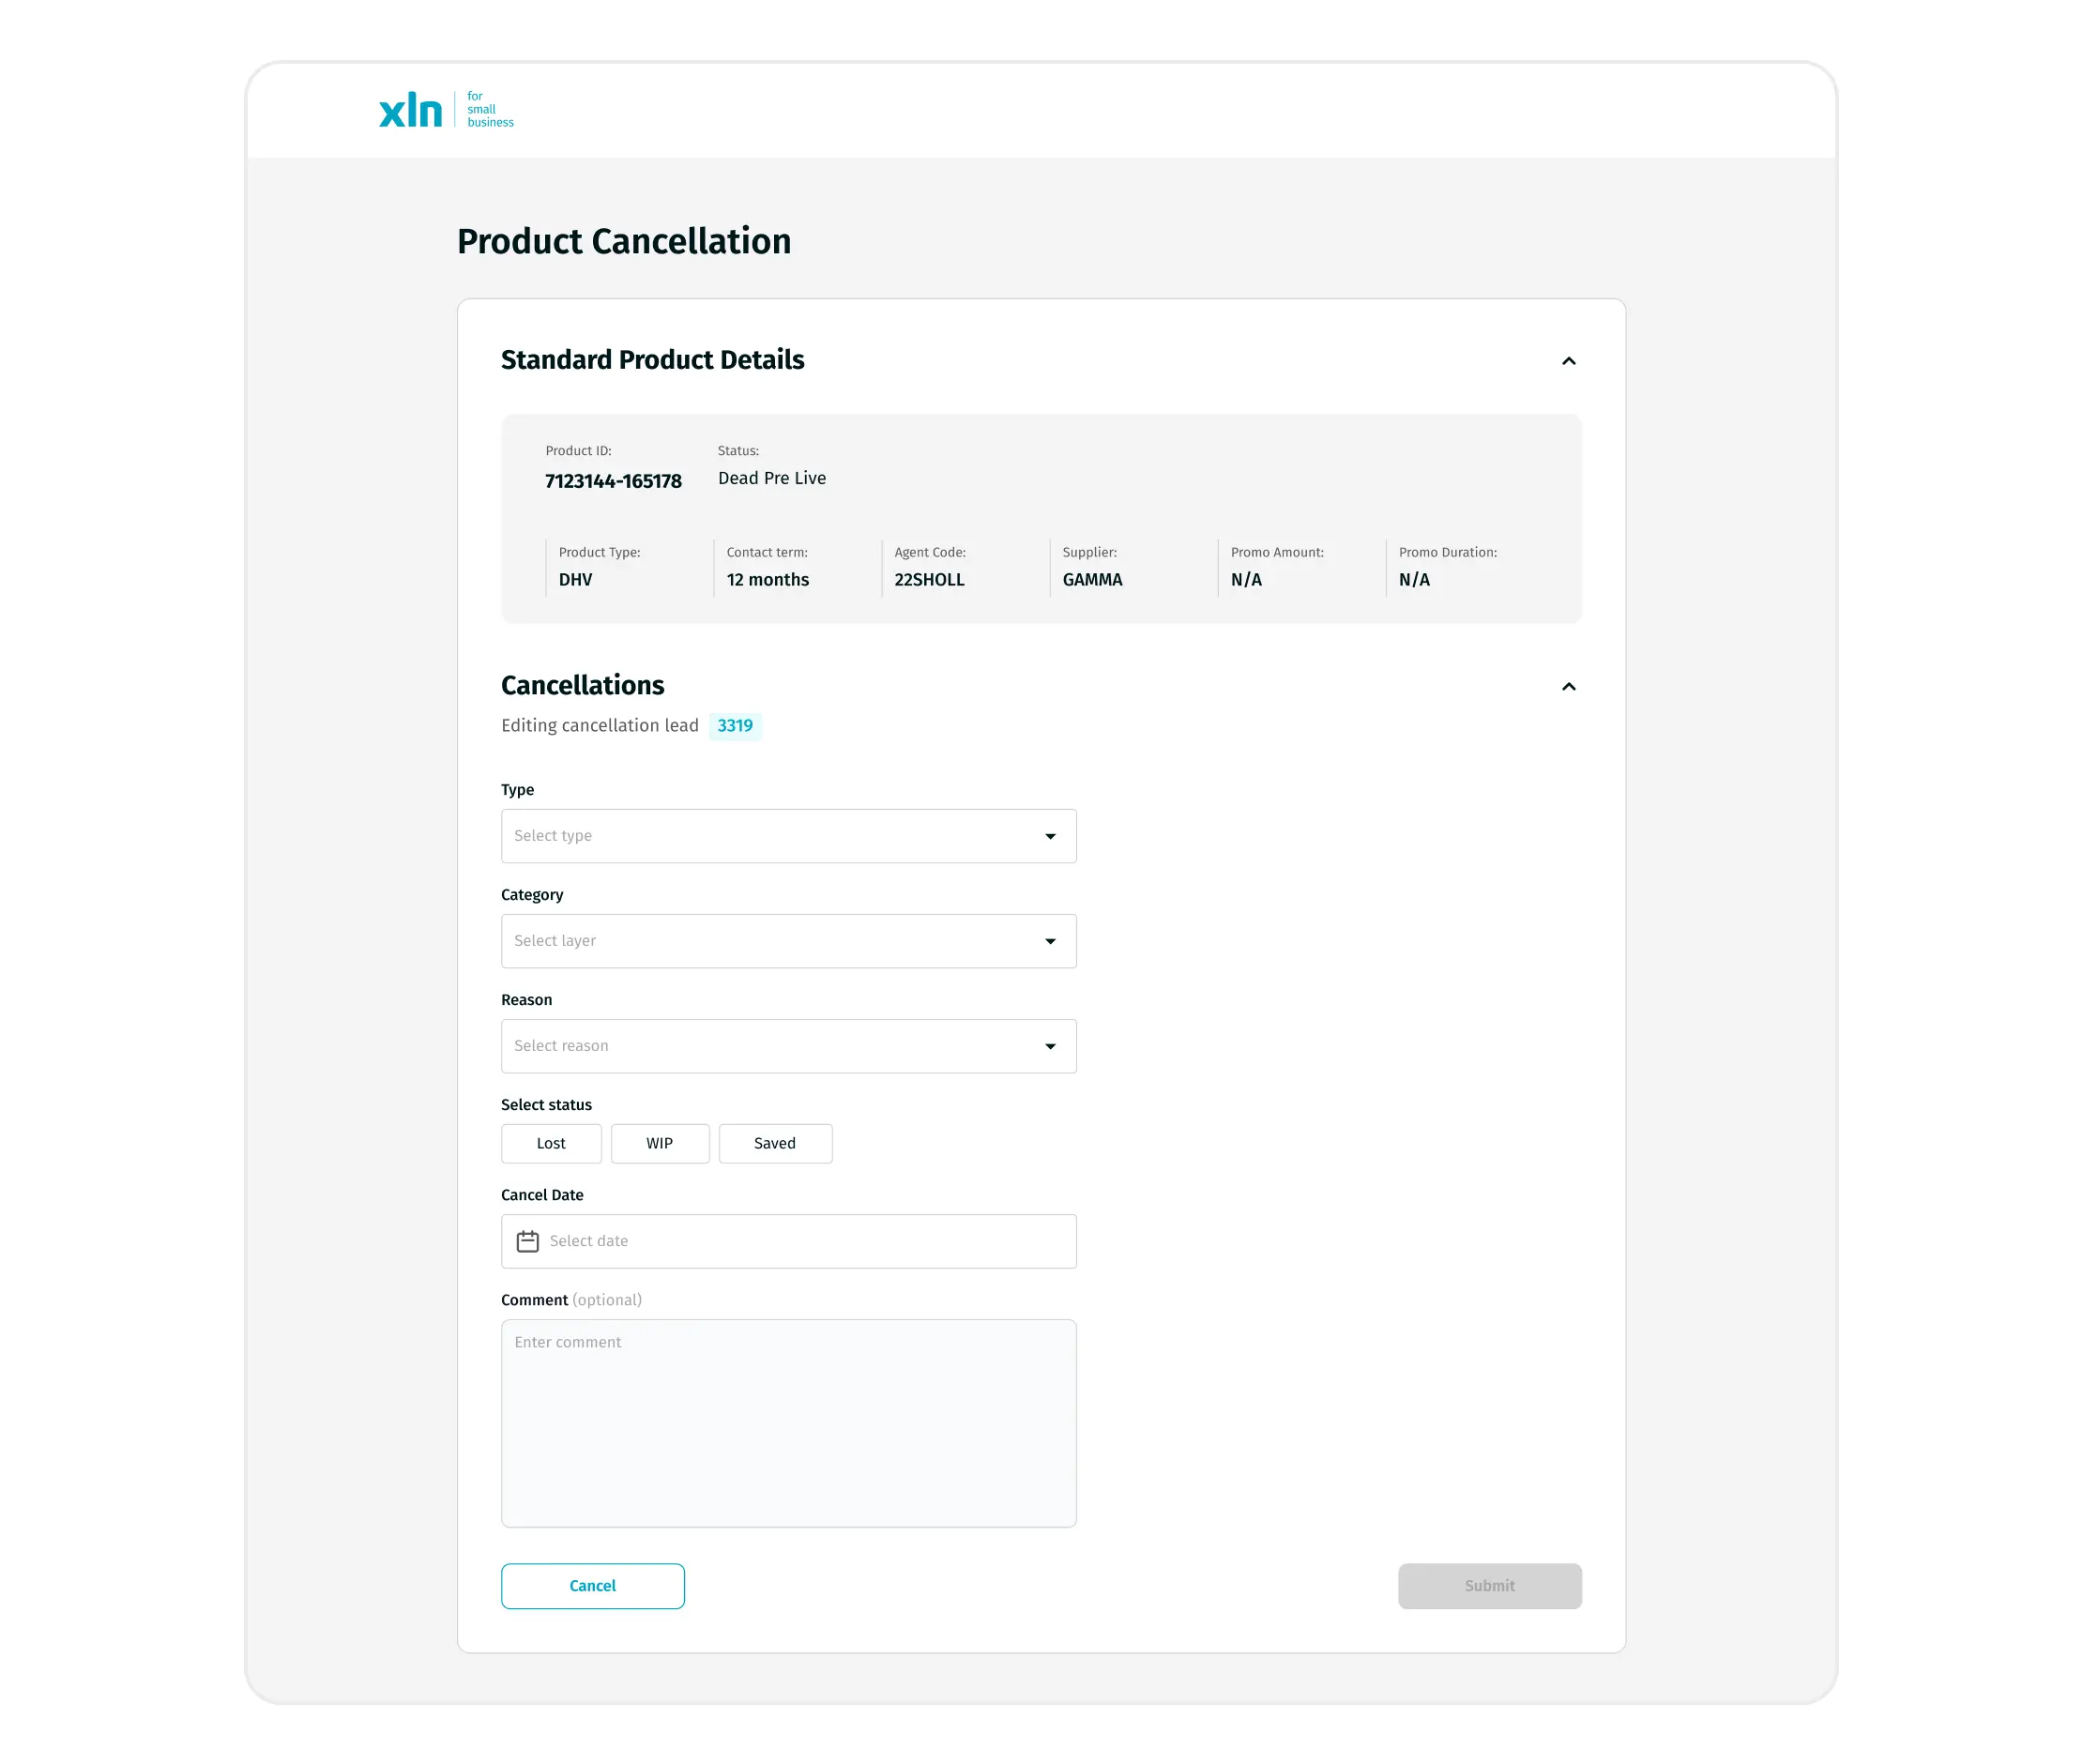 xln
for
small
business
Product Cancellation
Standard Product Details
Product ID: Status:
7123144-165178 Dead Pre Live
Product Type: Contact term: Agent Code: Supplier: Promo Amount: Promo Duration:
DHV 12 months 22SHOLL GAMMA N/A N/A
Cancellations
Editing cancellation lead 3319
Type
Select type
Category
Select layer
Reason
Select reason
Select status
Lost WIP Saved
Cancel Date
Select date
Comment (optional)
Enter comment
Cancel Submit